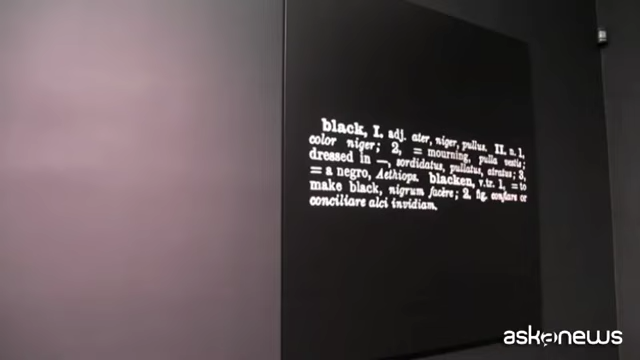 black, I. adj. ater, niger, pullus. II. n. 1,
color niger; 2, = mourning, pulla vestis;
dressed in —, sordidatus, pullatus, atratus; 3,
= a negro, Aethiops. blacken, v.tr. 1, = to
make black, nigrum facere; 2, fig. conflare or
conciliare alci invidiam.
askanews